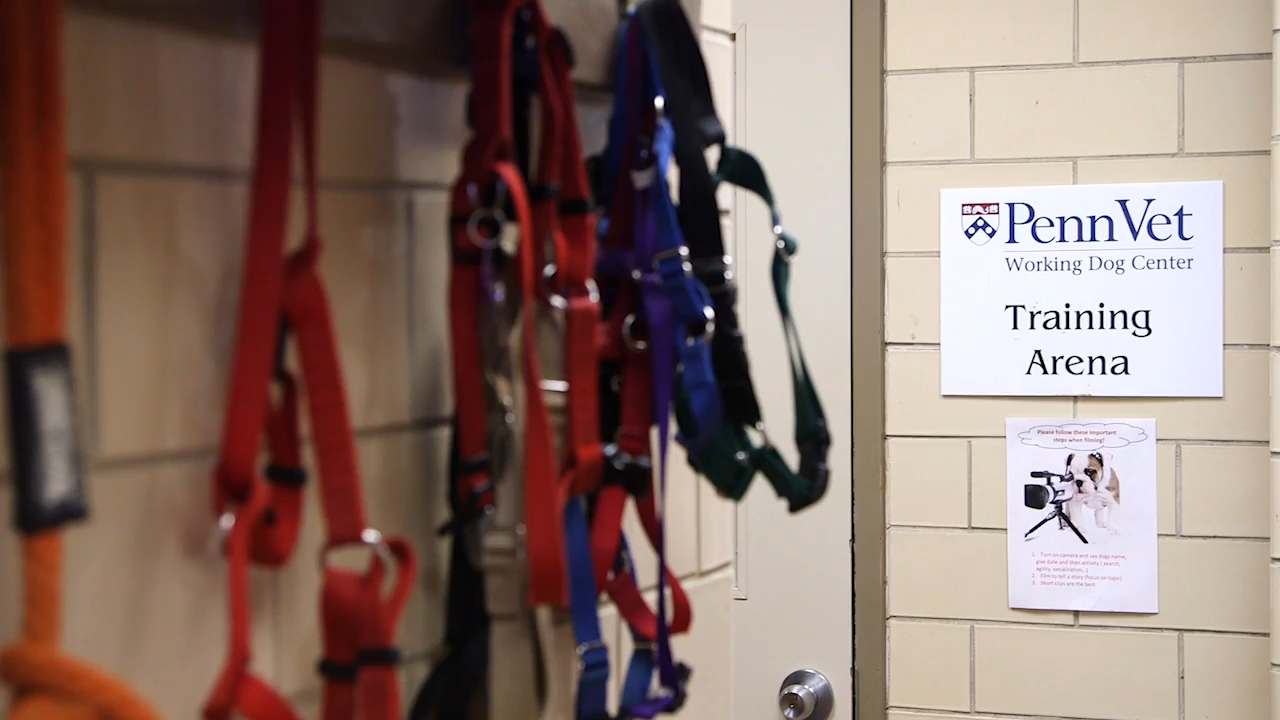 PennVet
Working Dog Center
Training
Arena
Please follow these important
steps when filming!
1. Turn on camera and say dogs name,
give date and then activity ( search,
agility, socialization..)
2. Film to tell a story (focus on topic)
3. Short clips are the best